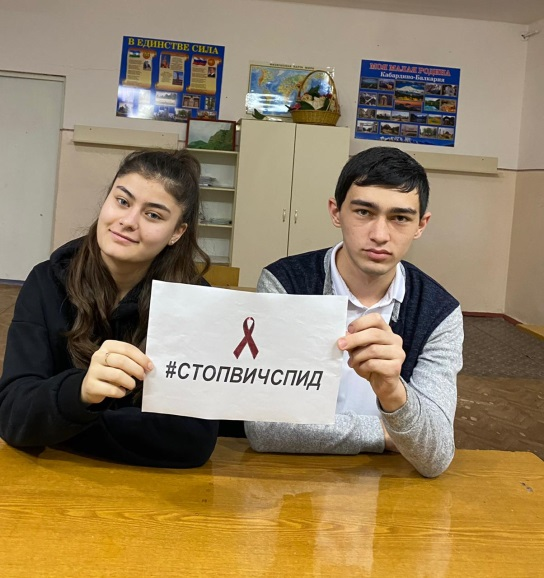 В ЕДИНСТВЕ СИЛА
МОЯ МАЛАЯ РОДИНА
Кабардино-Балкария
#СТОПВИЧСПИД